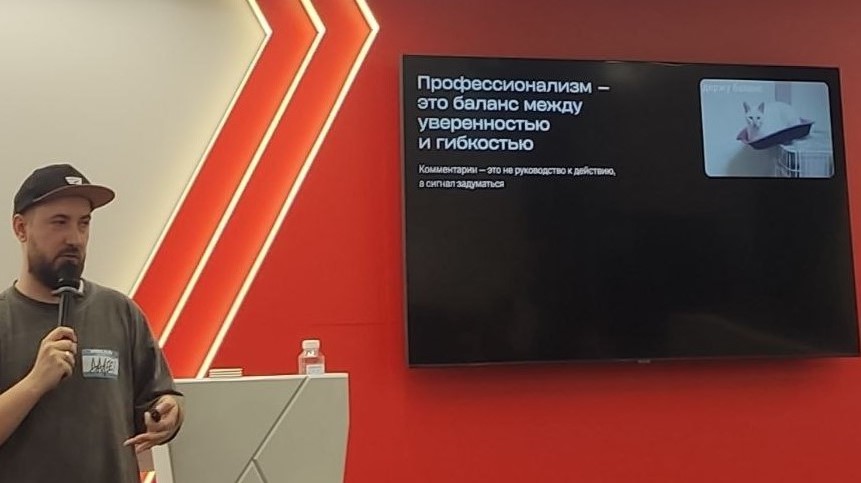 Профессионализм —
это баланс между
уверенностью
и гибкостью
Комментарии — это не руководство к действию,
а сигнал задуматься
держу баланс